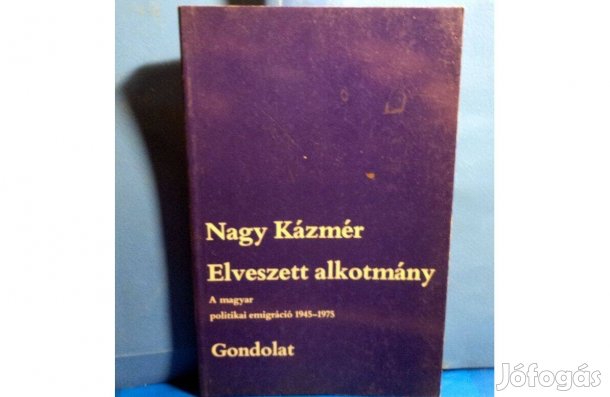 Nagy Kázmér
Elveszett alkotmány
A magyar
politikai emigráció 1945–1975
Gondolat
Jófogás